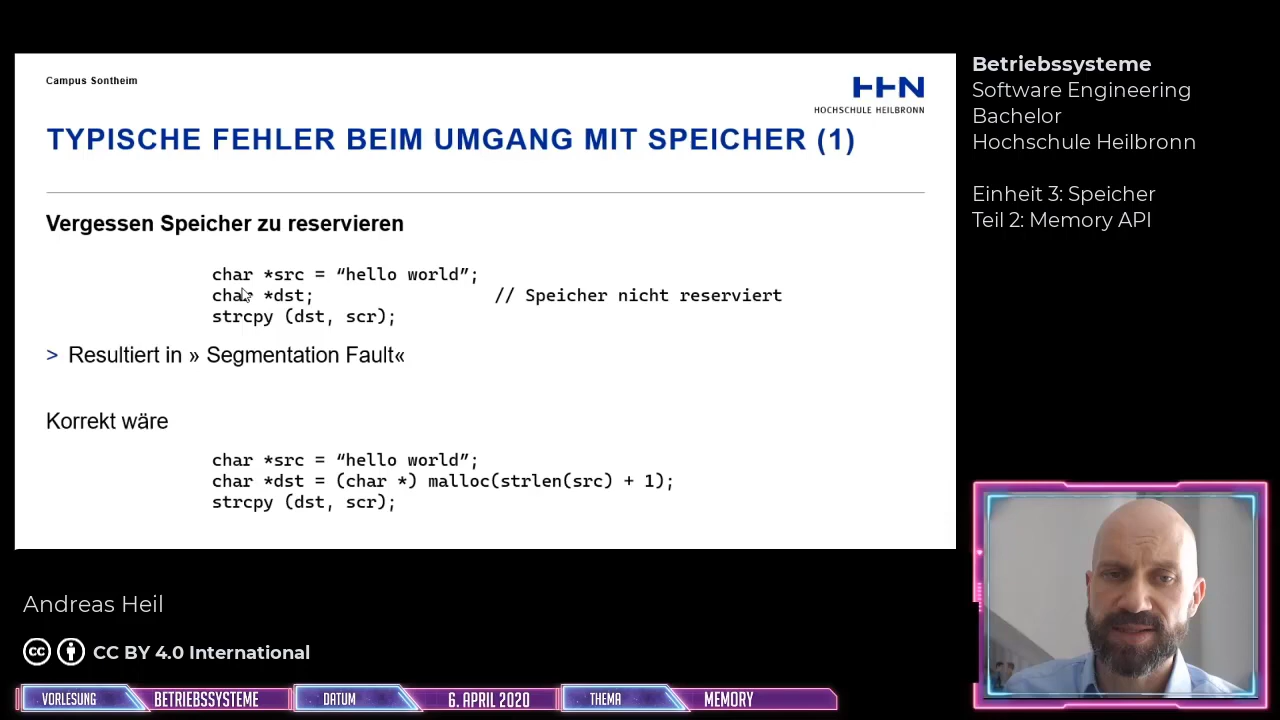 Campus Sontheim
HHN
HOCHSCHULE HEILBRONN
TYPISCHE FEHLER BEIM UMGANG MIT SPEICHER (1)
Vergessen Speicher zu reservieren
char *src = “hello world”;
char *dst; // Speicher nicht reserviert
strcpy (dst, scr);
> Resultiert in » Segmentation Fault«
Korrekt wäre
char *src = “hello world”;
char *dst = (char *) malloc(strlen(src) + 1);
strcpy (dst, scr);
Betriebssysteme
Software Engineering
Bachelor
Hochschule Heilbronn
Einheit 3: Speicher
Teil 2: Memory API
Andreas Heil
cc CC BY 4.0 International
VORLESUNG BETRIEBSSYSTEME DATUM 6. APRIL 2020 THEMA MEMORY